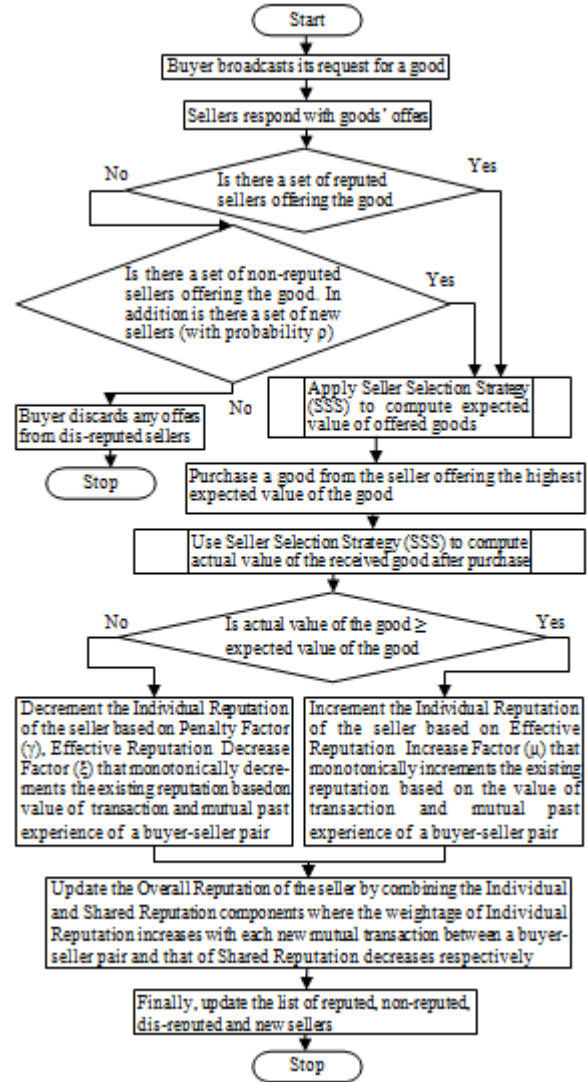 Start
Buyer broadcasts its request for a good
Sellers respond with goods' offers
No
Yes
Is there a set of reputed
sellers offering the good
Is there a set of non-reputed
sellers offering the good. In
addition is there a set of new
sellers (with probability ρ)
Yes
No
Buyer discards any offers
from dis-reputed sellers
Stop
Apply Seller Selection Strategy
(SSS) to compute expected
value of offered goods
Purchase a good from the seller offering the highest
expected value of the good
Use Seller Selection Strategy (SSS) to compute
actual value of the received good after purchase
No
Yes
Is actual value of the good ≥
expected value of the good
Decrement the Individual Reputation
of the seller based on Penalty Factor
(γ), Effective Reputation Decrease
Factor (ξ) that monotonically decre-
ments the existing reputation based on
value of transaction and mutual past
experience of a buyer-seller pair
Increment the Individual Reputation
of the seller based on Effective
Reputation Increase Factor (μ) that
monotonically increments the existing
reputation based on the value of
transaction and mutual past
experience of a buyer-seller pair
Update the Overall Reputation of the seller by combining the Individual
and Shared Reputation components where the weightage of Individual
Reputation increases with each new mutual transaction between a buyer-
seller pair and that of Shared Reputation decreases respectively
Finally, update the list of reputed, non-reputed,
dis-reputed and new sellers
Stop